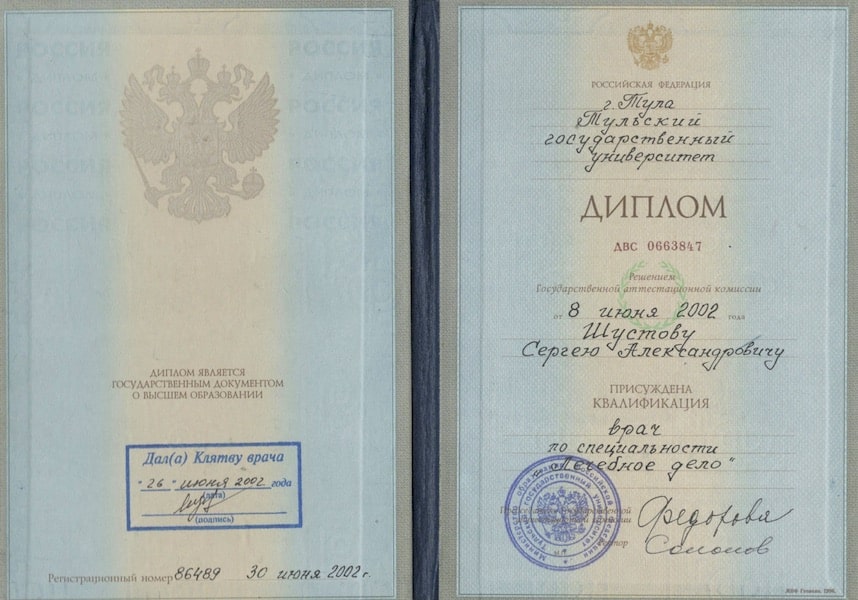 ДИПЛОМ ЯВЛЯЕТСЯ
ГОСУДАРСТВЕННЫМ ДОКУМЕНТОМ
О ВЫСШЕМ ОБРАЗОВАНИИ
Дал(а) Клятву врача
"26" июня 2002 года
(дата)
(подпись)
Регистрационный номер 86489 30 июня 2002 г.
РОССИЙСКАЯ ФЕДЕРАЦИЯ
г. Тула
Тульский
государственный
университет
ДИПЛОМ
ДВС 0663847
Решением
Государственной аттестационной комиссии
от 8 июня 2002 года
Шустову
Сергею Александровичу
ПРИСУЖДЕНА
КВАЛИФИКАЦИЯ
врач
по специальности
"Лечебное дело"
Федорова